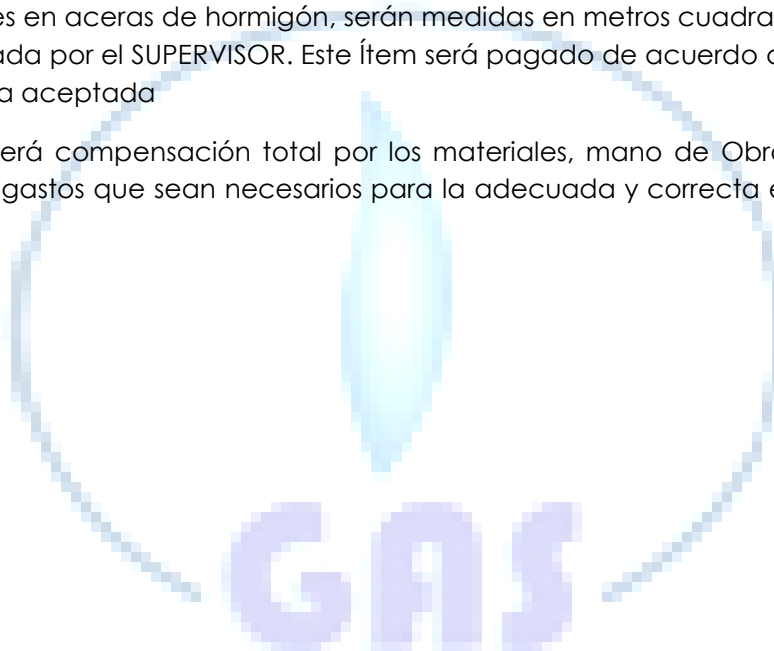 es en aceras de hormigón, serán medidas en metros cuadra
ada por el SUPERVISOR. Este Ítem será pagado de acuerdo
a aceptada
erá compensación total por los materiales, mano de Obra
gastos que sean necesarios para la adecuada y correcta e
GAS